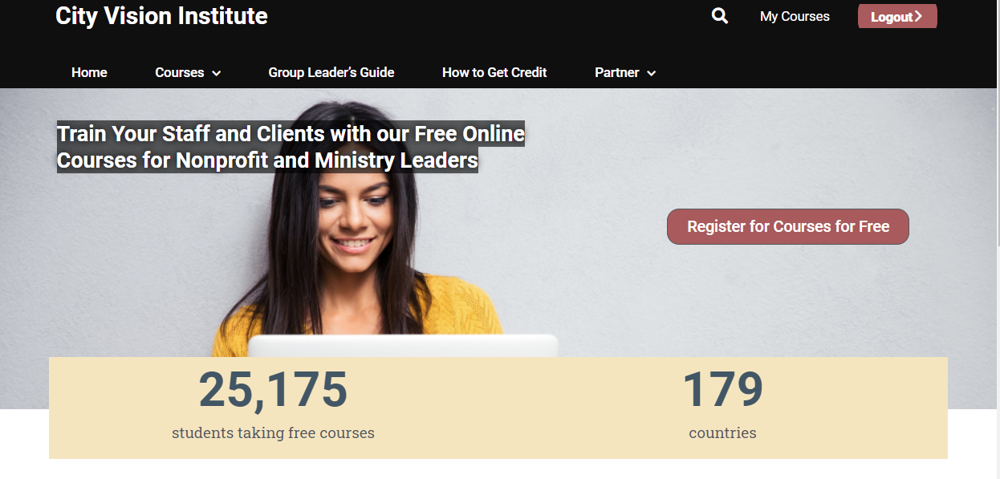 City Vision Institute
My Courses
Logout
Home
Courses
Group Leader's Guide
How to Get Credit
Partner
Train Your Staff and Clients with our Free Online
Courses for Nonprofit and Ministry Leaders
Register for Courses for Free
25,175
179
students taking free courses
countries